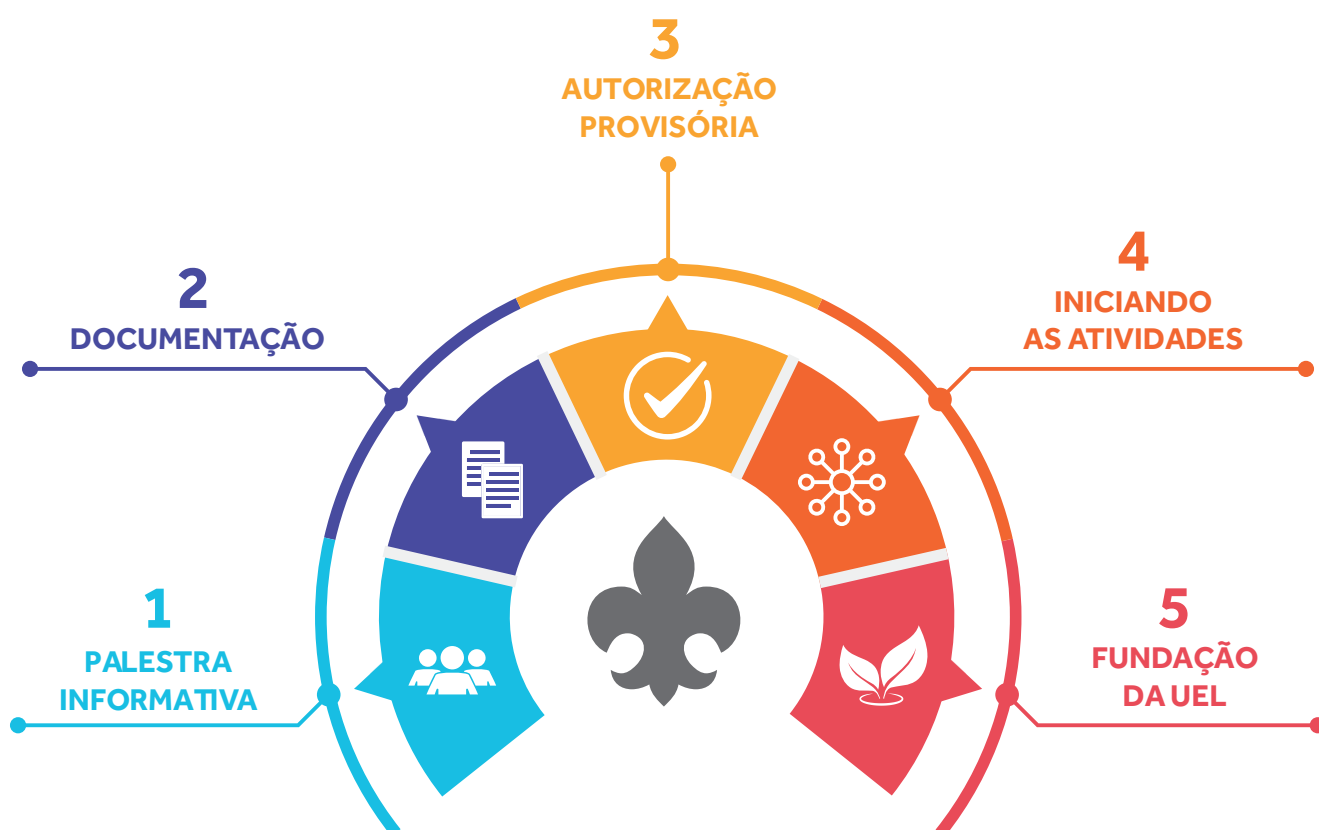 1
PALESTRA
INFORMATIVA
2
DOCUMENTAÇÃO
3
AUTORIZAÇÃO
PROVISÓRIA
4
INICIANDO
AS ATIVIDADES
5
FUNDAÇÃO
DA UEL